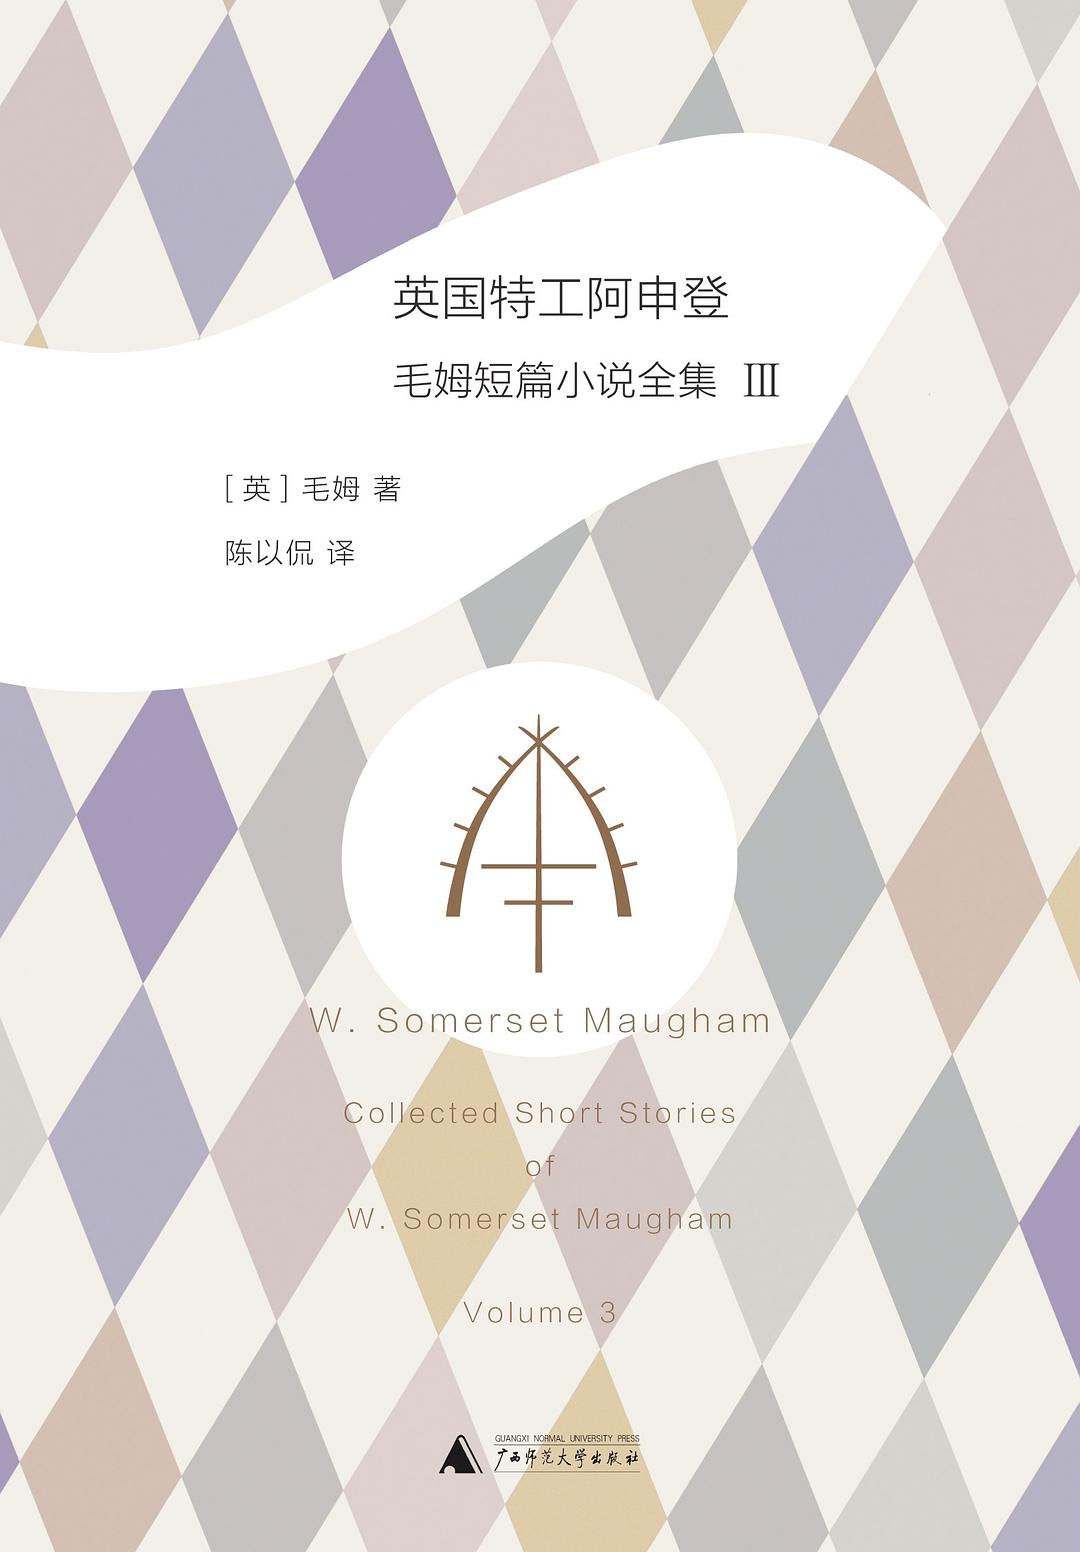 英国特工阿申登
毛姆短篇小说全集 Ⅲ
[英] 毛姆 著
陈以侃 译
W. Somerset Maugham
Collected Short Stories
of
W. Somerset Maugham
Volume 3
GUANGXI NORMAL UNIVERSITY PRESS
广西师范大学出版社